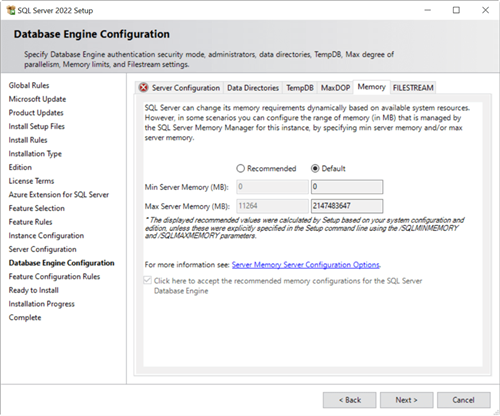 SQL Server 2022 Setup
Database Engine Configuration
Specify Database Engine authentication security mode, administrators, data directories, TempDB, Max degree of
parallelism, Memory limits, and Filestream settings.
Global Rules
Microsoft Update
Product Updates
Install Setup Files
Install Rules
Installation Type
Edition
License Terms
Azure Extension for SQL Server
Feature Selection
Feature Rules
Instance Configuration
Server Configuration
Database Engine Configuration
Feature Configuration Rules
Ready to Install
Installation Progress
Complete
Server Configuration Data Directories TempDB MaxDOP Memory FILESTREAM
SQL Server can change its memory requirements dynamically based on available system resources.
However, in some scenarios you can configure the range of memory (in MB) that is managed by
the SQL Server Memory Manager for this instance, by specifying min server memory and/or max
server memory.
Recommended Default
Min Server Memory (MB): 0 0
Max Server Memory (MB): 11264 2147483647
* The displayed recommended values were calculated by Setup based on your system configuration and
edition, unless these were explicitly specified in the Setup command line using the /SQLMINMEMORY
and /SQLMAXMEMORY parameters.
For more information see: Server Memory Server Configuration Options.
Click here to accept the recommended memory configurations for the SQL Server
Database Engine
< Back Next > Cancel